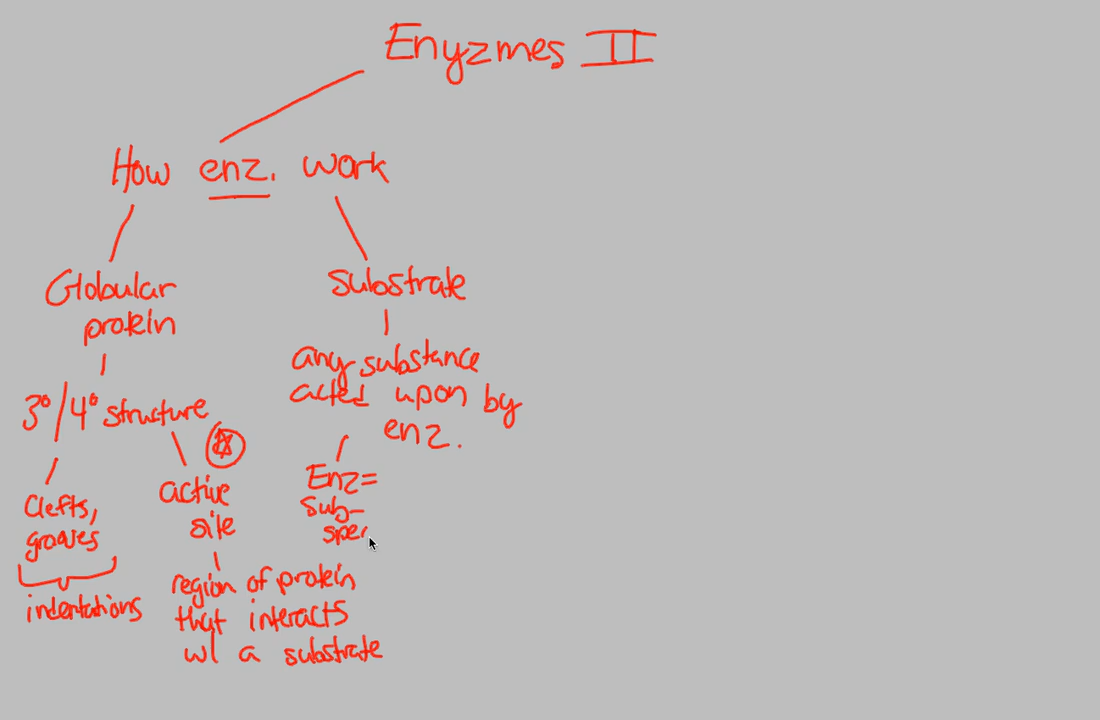 Enyzmes II
How enz. work
Globular
protein
3°/4° structure
clefts,
grooves
indentations
active
site
region of protein
that interacts
w/ a substrate
Substrate
any substance
acted upon by
enz.
Enz=
sub-
spe